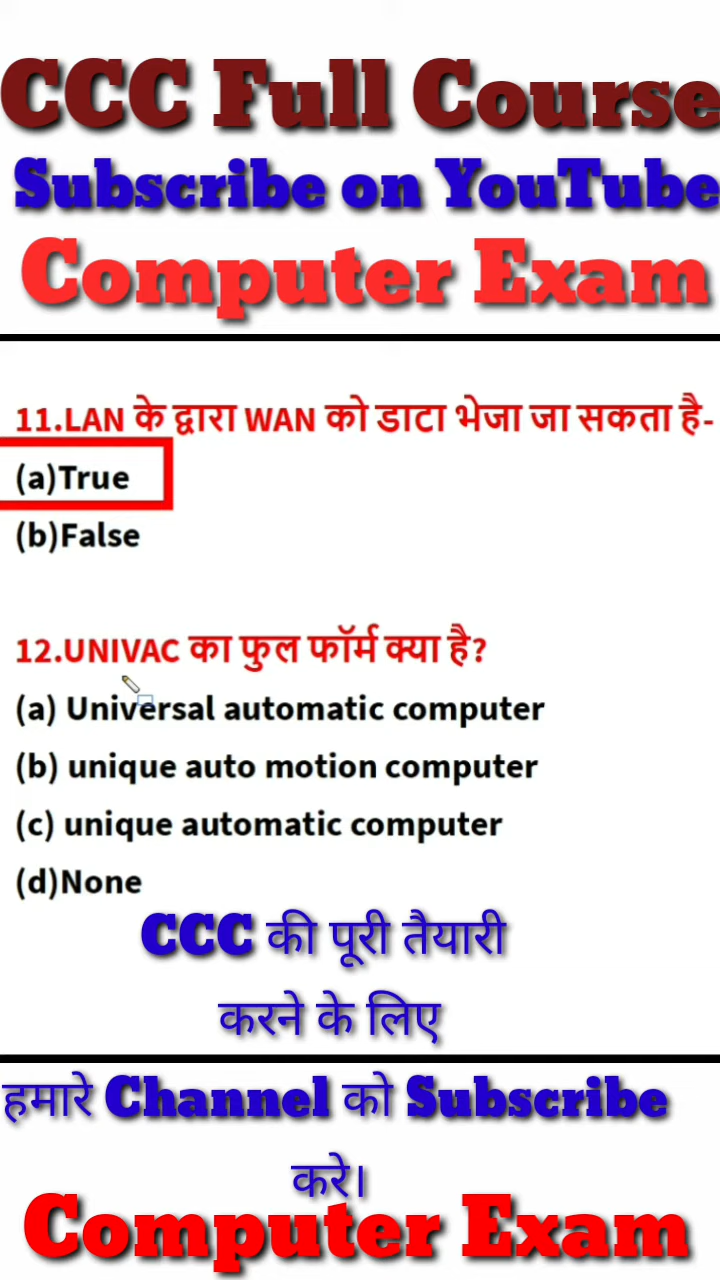 CCC Full Course
Subscribe on YouTube
Computer Exam
11.LAN के द्वारा WAN को डाटा भेजा जा सकता है-
(a)True
(b)False
12.UNIVAC का फुल फॉर्म क्या है?
(a) Universal automatic computer
(b) unique auto motion computer
(c) unique automatic computer
(d)None
CCC की पूरी तैयारी
करने के लिए
हमारे Channel को Subscribe
करे।
Computer Exam